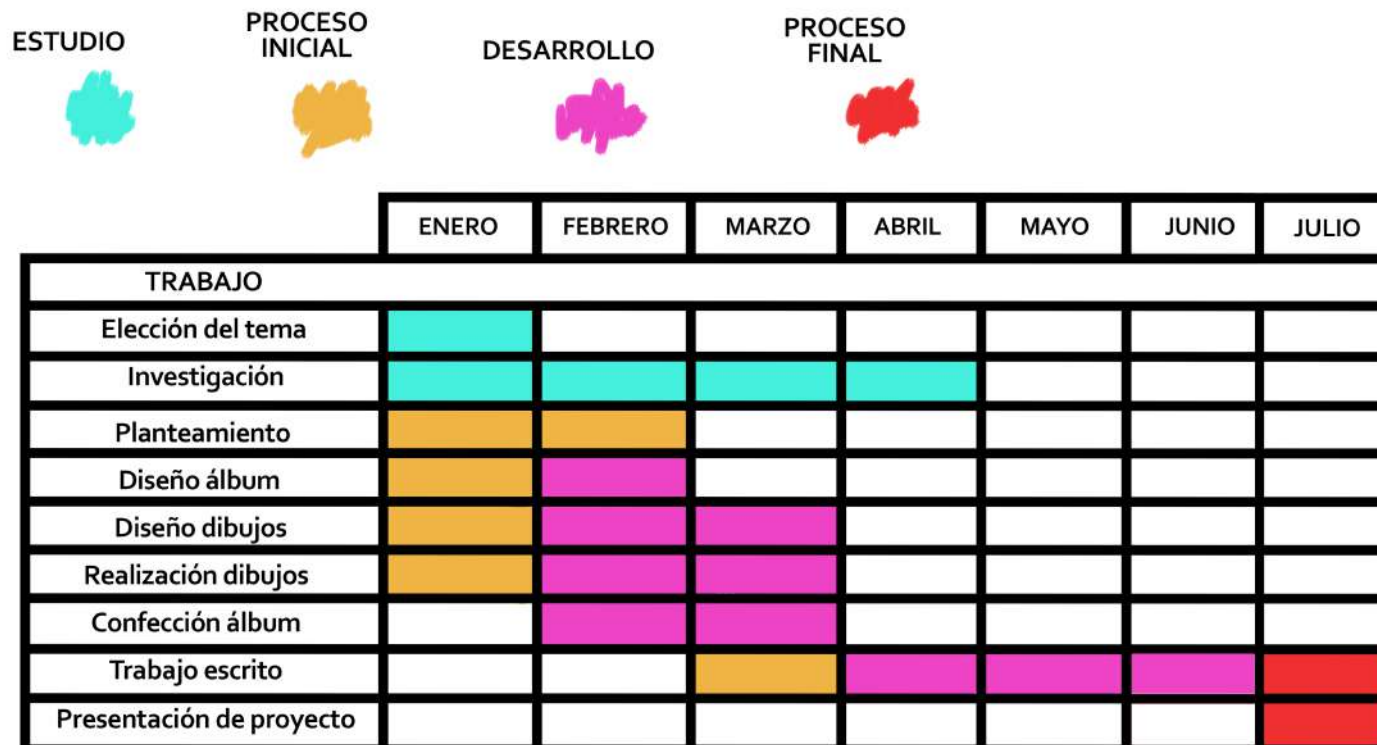 ESTUDIO
PROCESO
INICIAL
DESARROLLO
PROCESO
FINAL
ENERO FEBRERO MARZO ABRIL MAYO JUNIO JULIO
TRABAJO
Elección del tema
Investigación
Planteamiento
Diseño álbum
Diseño dibujos
Realización dibujos
Confección álbum
Trabajo escrito
Presentación de proyecto